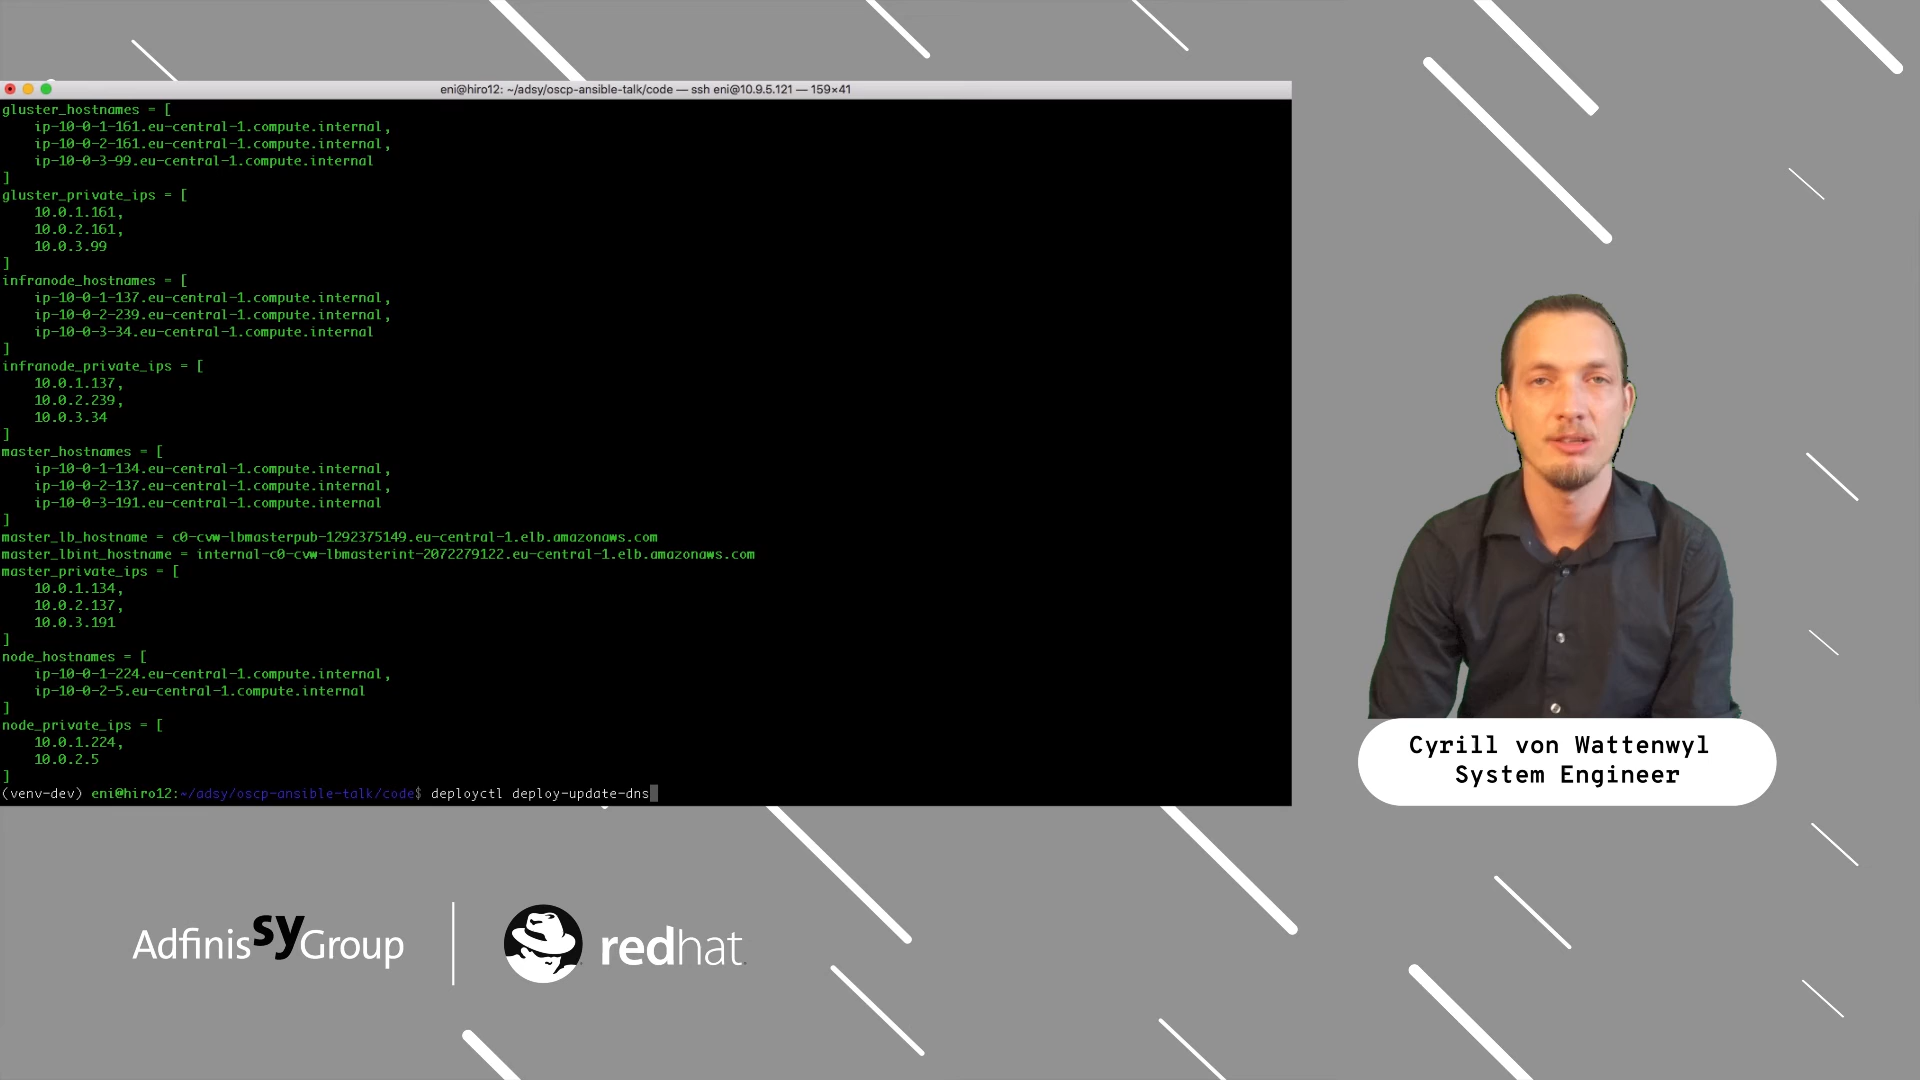 eni@hiro12: ~/adsy/oscp-ansible-talk/code — ssh eni@10.9.5.121 — 159×41
gluster_hostnames = [
    ip-10-0-1-161.eu-central-1.compute.internal,
    ip-10-0-2-161.eu-central-1.compute.internal,
    ip-10-0-3-99.eu-central-1.compute.internal
]
gluster_private_ips = [
    10.0.1.161,
    10.0.2.161,
    10.0.3.99
]
infranode_hostnames = [
    ip-10-0-1-137.eu-central-1.compute.internal,
    ip-10-0-2-239.eu-central-1.compute.internal,
    ip-10-0-3-34.eu-central-1.compute.internal
]
infranode_private_ips = [
    10.0.1.137,
    10.0.2.239,
    10.0.3.34
]
master_hostnames = [
    ip-10-0-1-134.eu-central-1.compute.internal,
    ip-10-0-2-137.eu-central-1.compute.internal,
    ip-10-0-3-191.eu-central-1.compute.internal
]
master_lb_hostname = c0-cvw-lbmasterpub-1292375149.eu-central-1.elb.amazonaws.com
master_lbint_hostname = internal-c0-cvw-lbmasterint-2072279122.eu-central-1.elb.amazonaws.com
master_private_ips = [
    10.0.1.134,
    10.0.2.137,
    10.0.3.191
]
node_hostnames = [
    ip-10-0-1-224.eu-central-1.compute.internal,
    ip-10-0-2-5.eu-central-1.compute.internal
]
node_private_ips = [
    10.0.1.224,
    10.0.2.5
]
(venv-dev) eni@hiro12:~/adsy/oscp-ansible-talk/code$ deployctl deploy-update-dns
Cyrill von Wattenwyl
System Engineer
AdfinissyGroup
redhat.